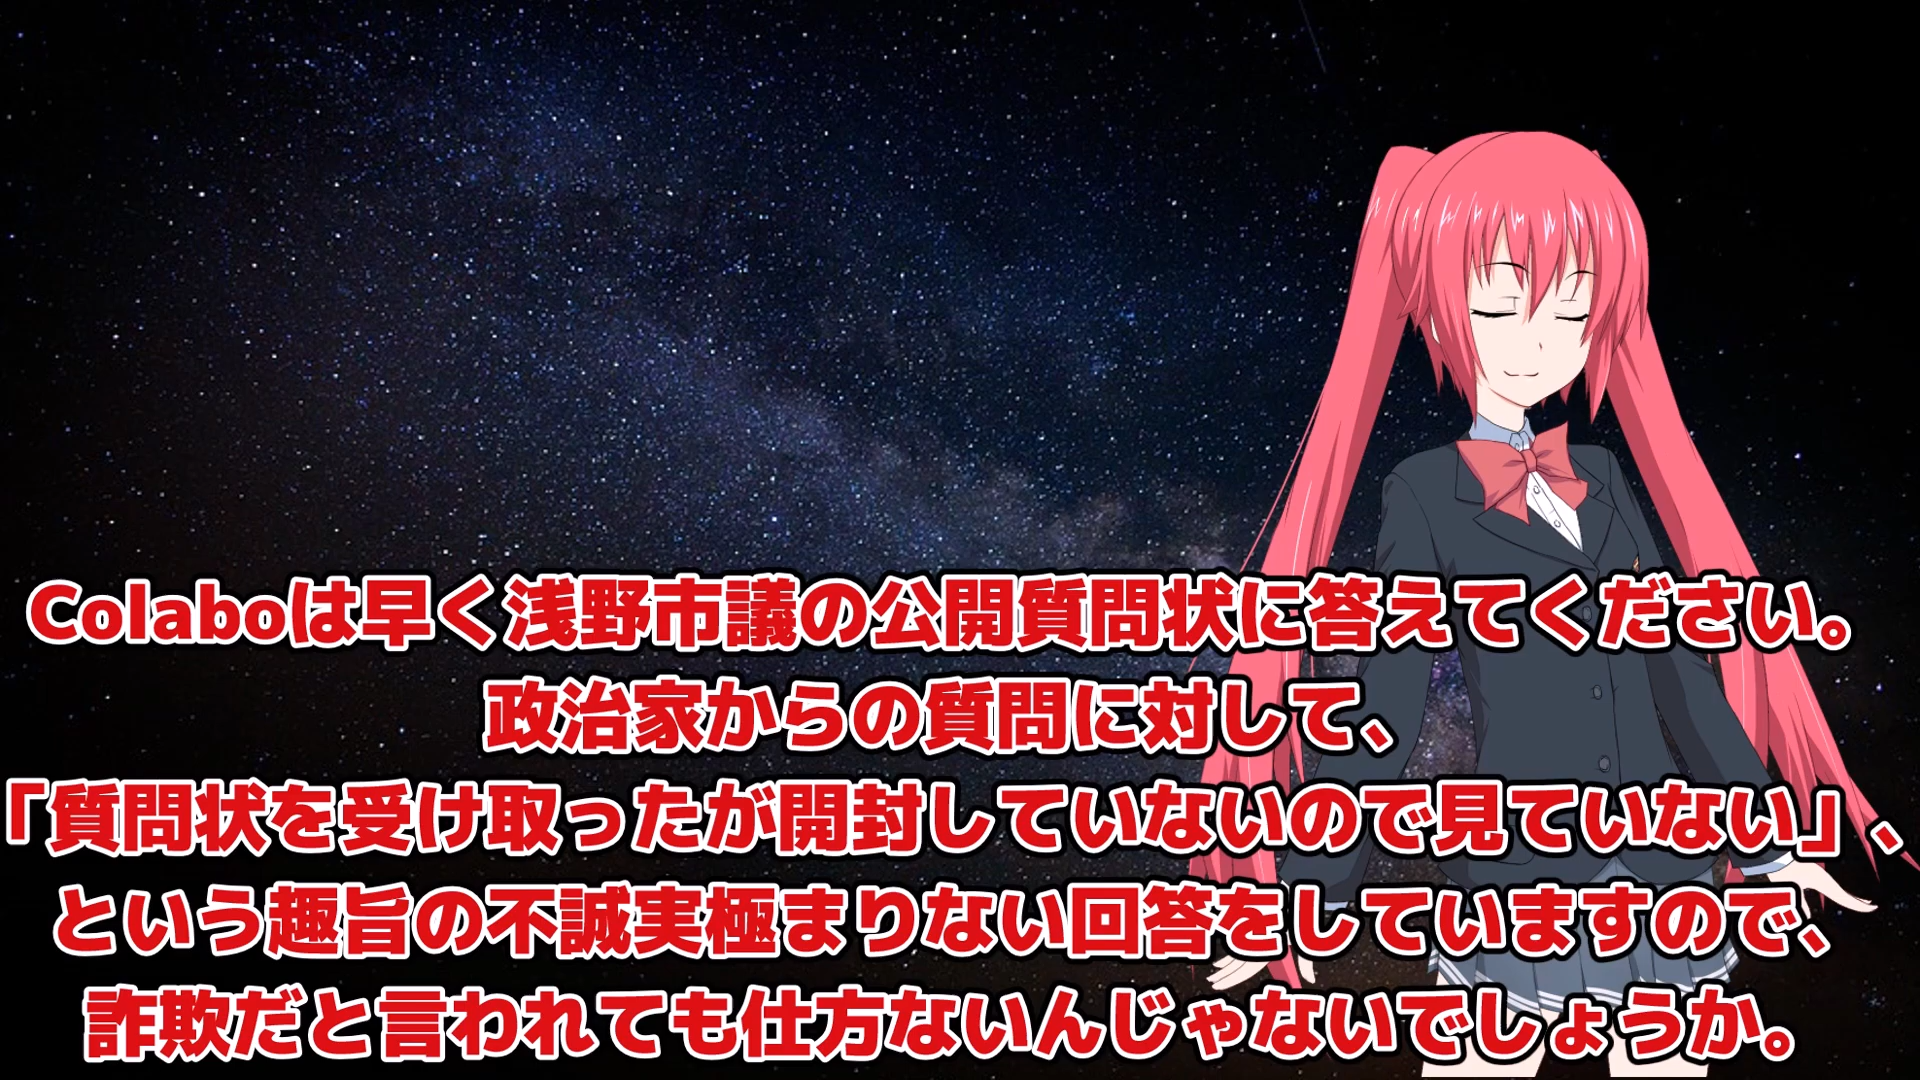 Colaboは早く浅野市議の公開質問状に答えてください。
政治家からの質問に対して、
「質問状を受け取ったが開封していないので見ていない」、
という趣旨の不誠実極まりない回答をしていますので、
詐欺だと言われても仕方ないんじゃないでしょうか。